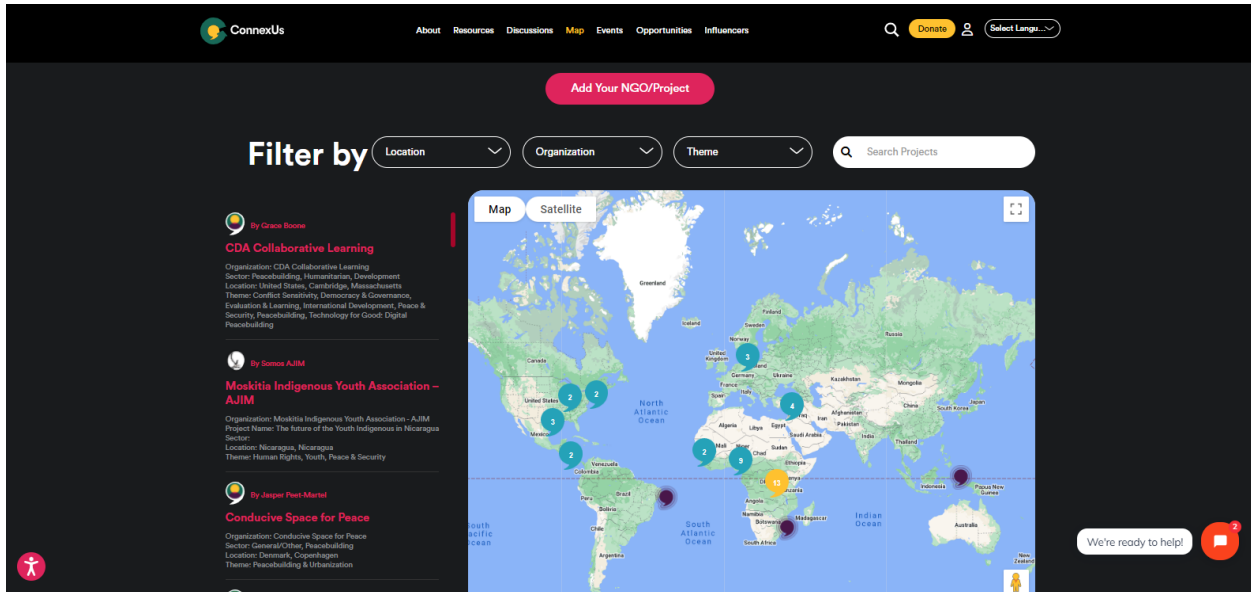 ConnexUs
About Resources Discussions Map Events Opportunities Influencers
Donate
Select Langu...
Add Your NGO/Project
Filter by
Location
Organization
Theme
Search Projects
By Grace Boone
CDA Collaborative Learning
Organization: CDA Collaborative Learning
Sector: Peacebuilding, Humanitarian, Development
Location: United States, Cambridge, Massachusetts
Theme: Conflict Sensitivity, Democracy & Governance,
Evaluation & Learning, International Development, Peace &
Security, Peacebuilding, Technology for Good: Digital
Peacebuilding
By Somos AJIM
Moskitia Indigenous Youth Association –
AJIM
Organization: Moskitia Indigenous Youth Association - AJIM
Project Name: The future of the Youth Indigenous in Nicaragua
Sector:
Location: Nicaragua, Nicaragua
Theme: Human Rights, Youth, Peace & Security
By Jasper Peet-Martel
Conducive Space for Peace
Organization: Conducive Space for Peace
Sector: General/Other, Peacebuilding
Location: Denmark, Copenhagen
Theme: Peacebuilding & Urbanization
Map
Satellite
Greenland
Iceland
Finland
Sweden
Norway
Russia
United
Kingdom
3
Canada
Germany
Ukraine
France
Kazakhstan
Mongolia
Spain
Italy
United States
2
2
North
Atlantic
Ocean
4
Iraq
Iran
Afghanistan
Pakistan
China
South Korea
Japan
3
Mexico
Algeria
Libya
Egypt
Saudi Arabia
India
Thailand
2
2
Mali
Niger
Chad
Sudan
9
Ethiopia
Venezuela
Colombia
13
Kenya
Tanzania
Indonesia
Papua New
Guinea
Peru
Brazil
Angola
Bolivia
Namibia
Botswana
Madagascar
South
Pacific
Ocean
Chile
South
Atlantic
Ocean
Indian
Ocean
Australia
South Africa
Argentina
New
Zealand
We're ready to help!
2